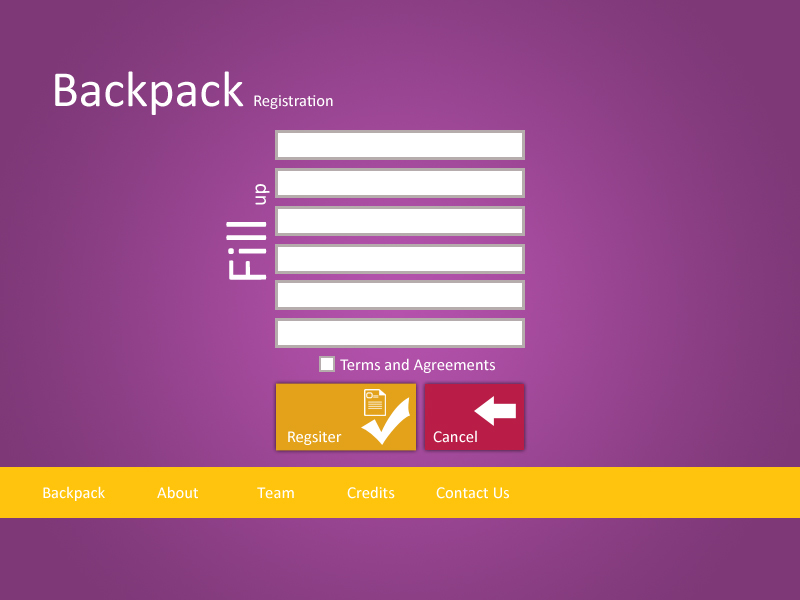 Backpack Registration
Fill up
Terms and Agreements
Regsiter
Cancel
Backpack About Team Credits Contact Us